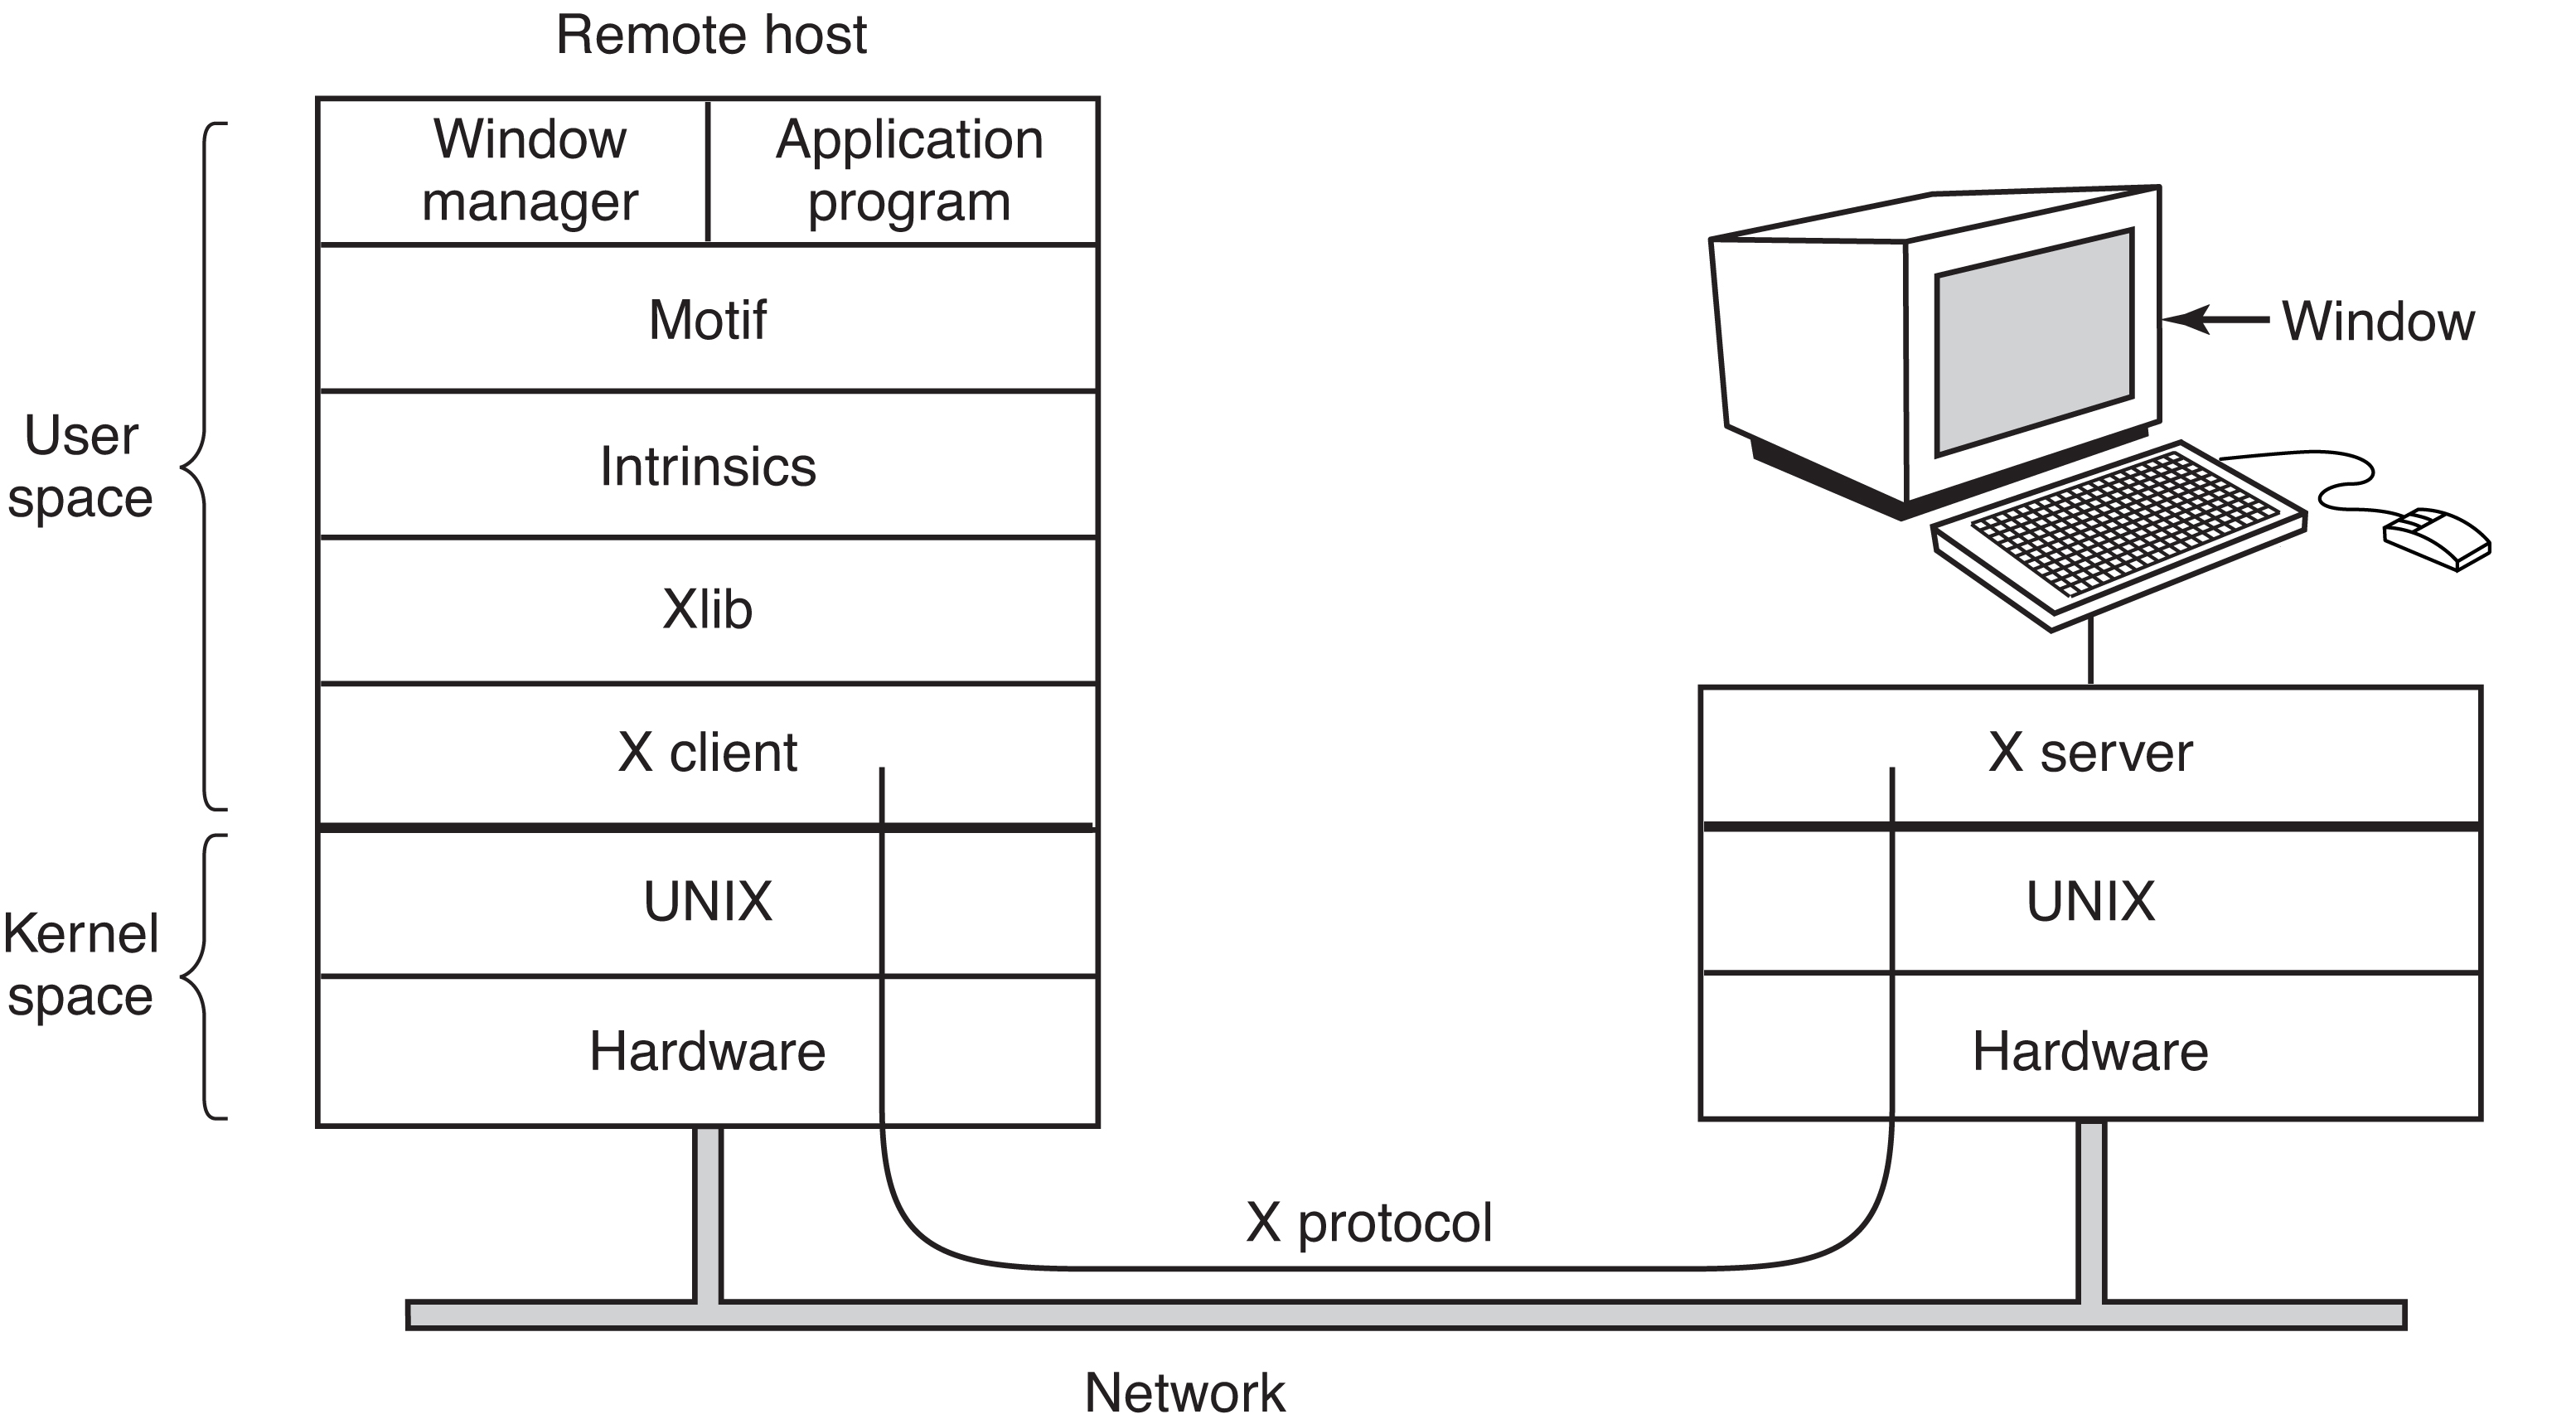 Remote host
Window
manager
Application
program
Motif
Intrinsics
Xlib
X client
UNIX
Hardware
User
space
Kernel
space
Window
X server
UNIX
Hardware
X protocol
Network